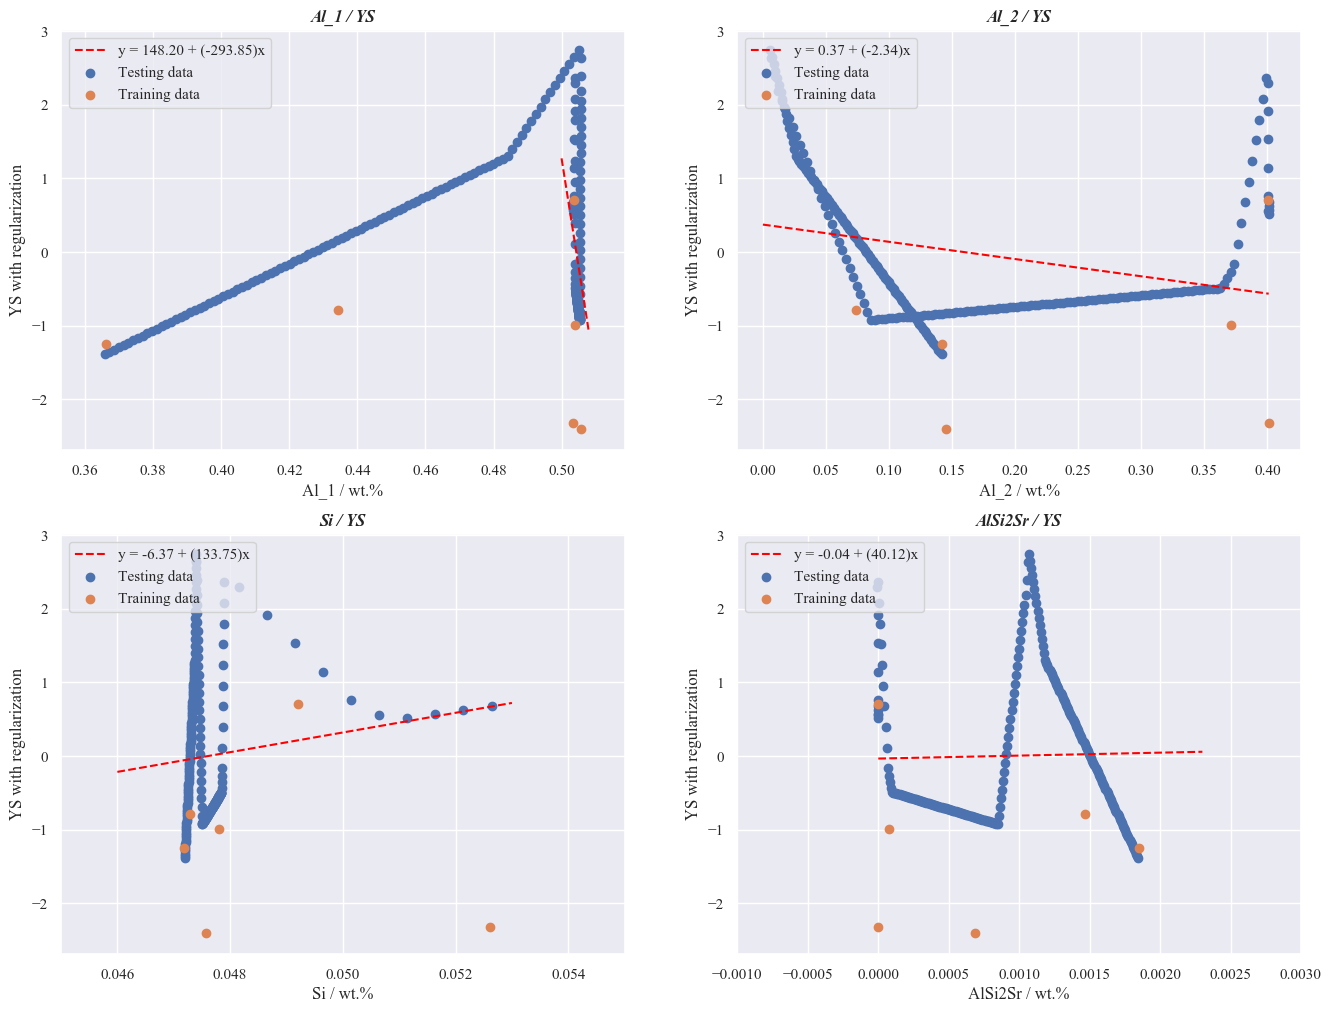 Al_1 / YS
y = 148.20 + (-293.85)x
Testing data
Training data
YS with regularization
3
2
1
0
−1
−2
0.36 0.38 0.40 0.42 0.44 0.46 0.48 0.50
Al_1 / wt.%
Al_2 / YS
y = 0.37 + (-2.34)x
Testing data
Training data
YS with regularization
3
2
1
0
−1
−2
0.00 0.05 0.10 0.15 0.20 0.25 0.30 0.35 0.40
Al_2 / wt.%
Si / YS
y = -6.37 + (133.75)x
Testing data
Training data
YS with regularization
3
2
1
0
−1
−2
0.046 0.048 0.050 0.052 0.054
Si / wt.%
AlSi2Sr / YS
y = -0.04 + (40.12)x
Testing data
Training data
YS with regularization
3
2
1
0
−1
−2
−0.0010 −0.0005 0.0000 0.0005 0.0010 0.0015 0.0020 0.0025 0.0030
AlSi2Sr / wt.%